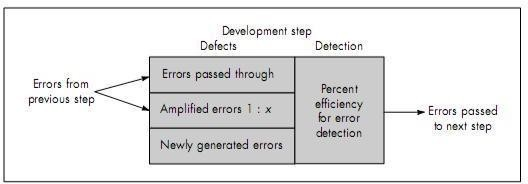 Development step
Defects
Detection
Errors from
previous step
Errors passed through
Amplified errors 1 : x
Newly generated errors
Percent
efficiency
for error
detection
Errors passed
to next step